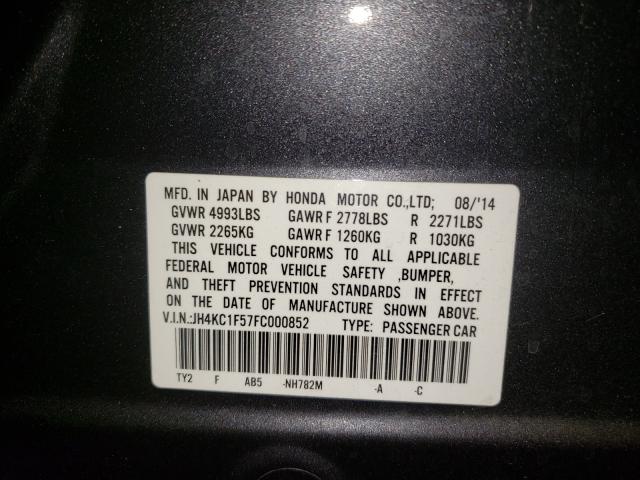 MFD. IN JAPAN BY HONDA MOTOR CO.,LTD; 08/'14
GVWR 4993LBS GAWR F 2778LBS R 2271LBS
GVWR 2265KG GAWR F 1260KG R 1030KG
THIS VEHICLE CONFORMS TO ALL APPLICABLE
FEDERAL MOTOR VEHICLE SAFETY ,BUMPER,
AND THEFT PREVENTION STANDARDS IN EFFECT
ON THE DATE OF MANUFACTURE SHOWN ABOVE.
V.I.N.:JH4KC1F57FC000852 TYPE: PASSENGER CAR
TY2 F AB5 -NH782M -A -C